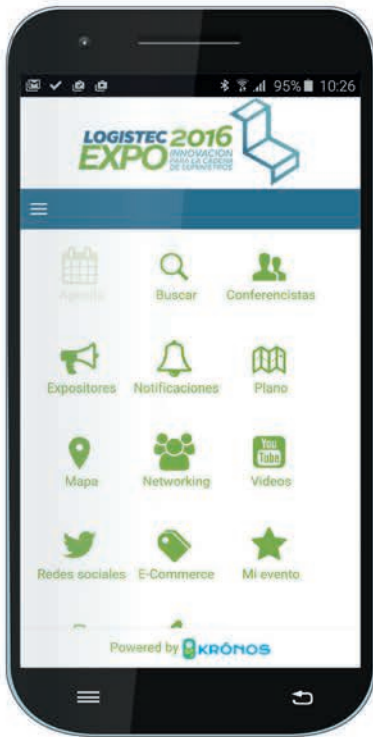 95% 10:26
LOGISTEC 2016
EXPO INNOVACIÓN
PARA LA CADENA
DE SUMINISTROS
Agenda Buscar Conferencistas
Expositores Notificaciones Plano
You
Tube
Mapa Networking Videos
Redes sociales E-Commerce Mi evento
Powered by KRÓNOS